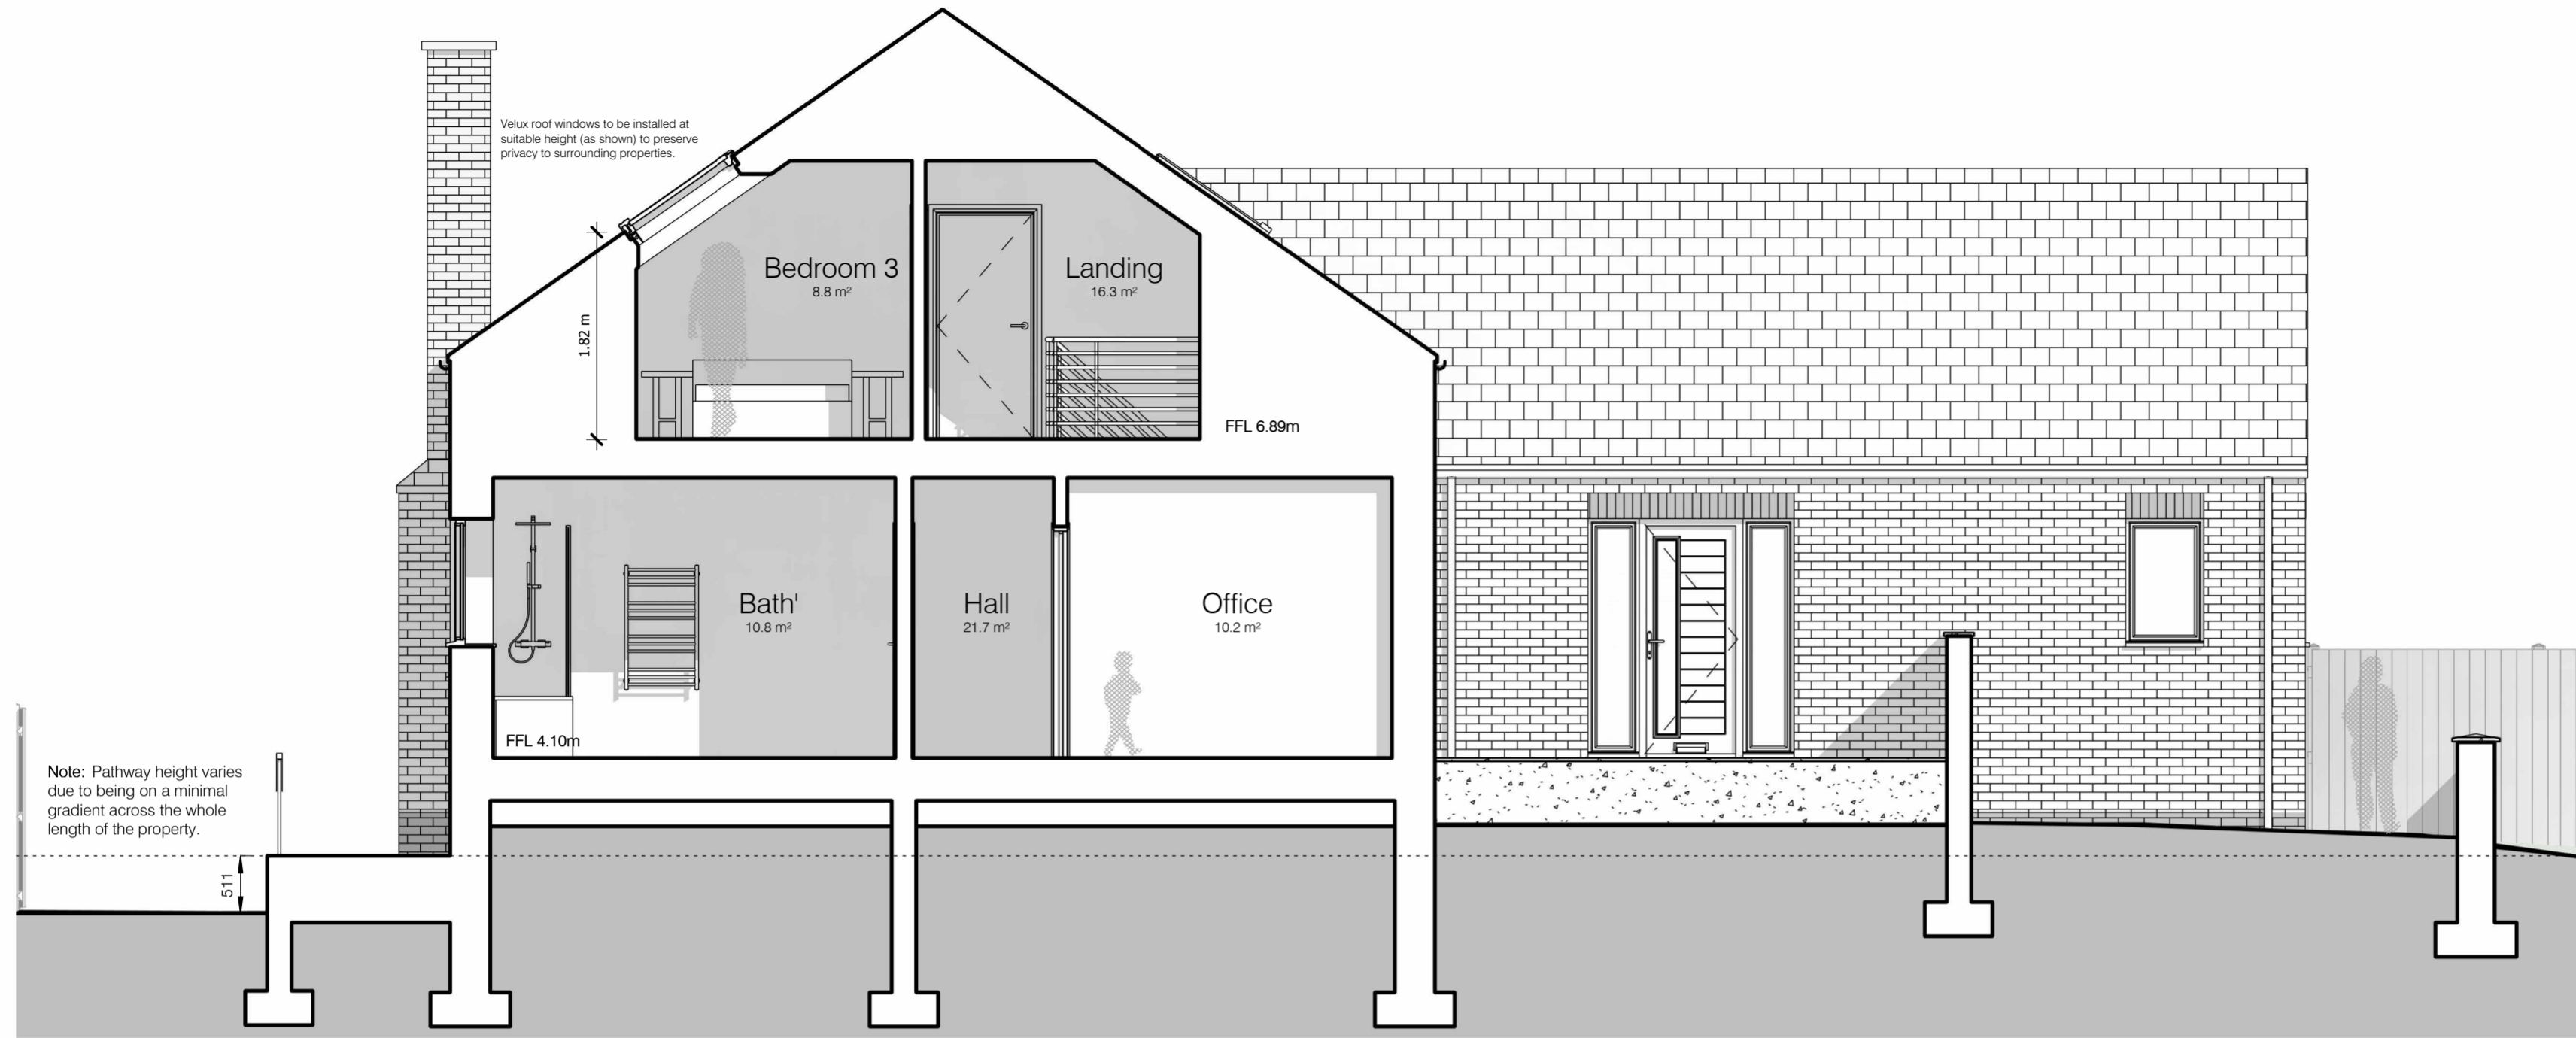 Velux roof windows to be installed at
suitable height (as shown) to preserve
privacy to surrounding properties.
1.82 m
Bedroom 3
8.8 m²
Landing
16.3 m²
FFL 6.89m
Bath'
10.8 m²
Hall
21.7 m²
Office
10.2 m²
FFL 4.10m
Note: Pathway height varies
due to being on a minimal
gradient across the whole
length of the property.
511